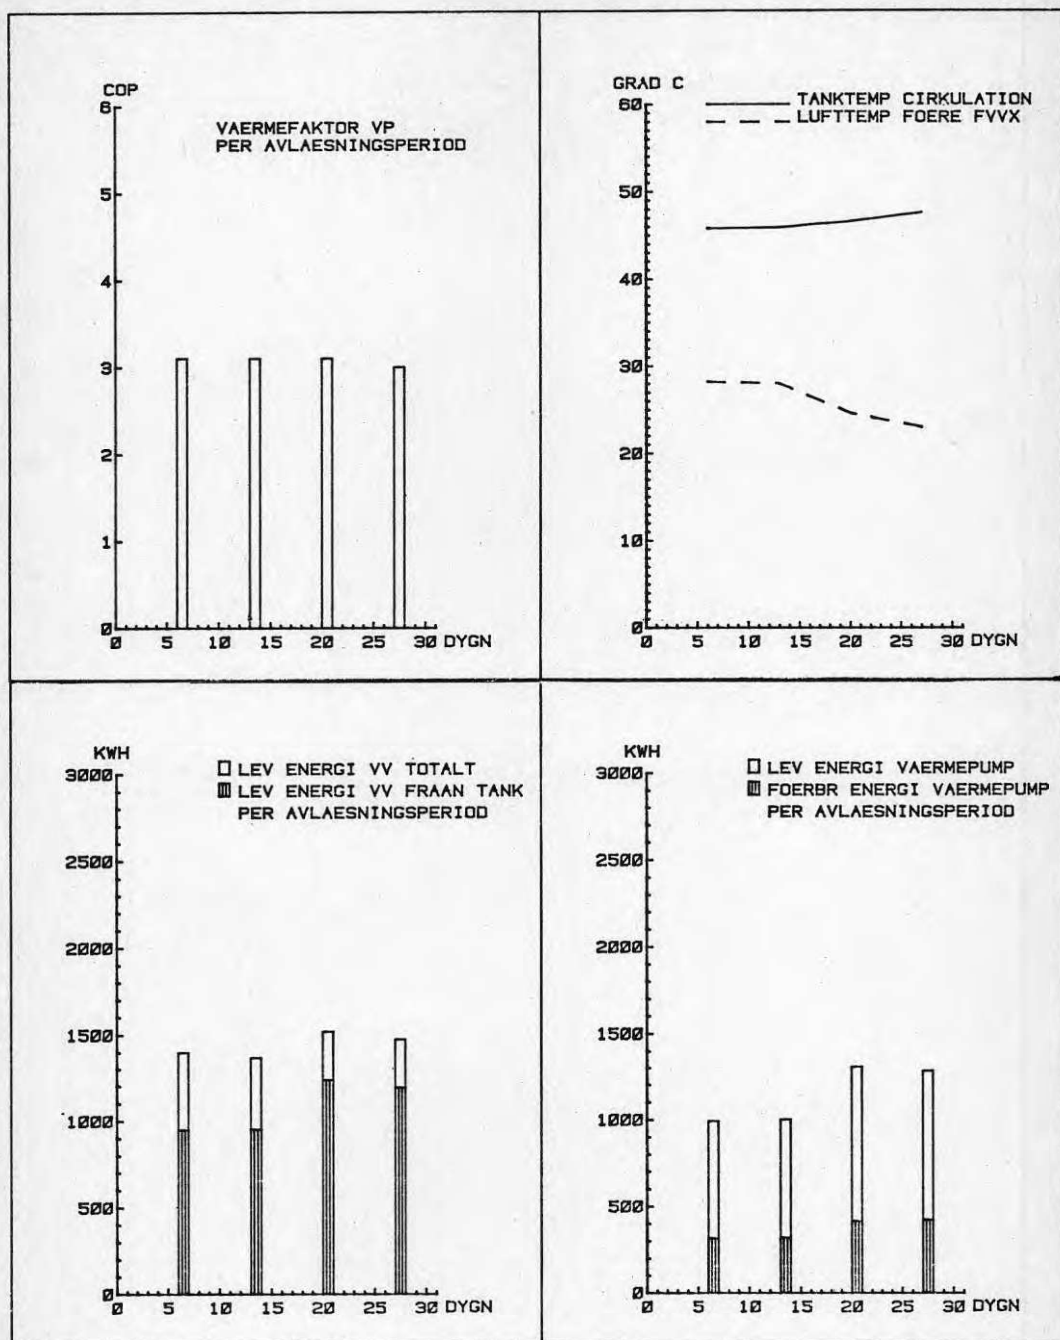 COP
6
5
4
3
2
1
0
VAERMEFAKTOR VP
PER AVLAESNINGSPERIOD
0 5 10 15 20 25 30 DYGN
GRAD C
60
50
40
30
20
10
0
TANKTEMP CIRKULATION
LUFTTEMP FOERE FVVX
0 5 10 15 20 25 30 DYGN
KWH
3000
2500
2000
1500
1000
500
0
LEV ENERGI VV TOTALT
LEV ENERGI VV FRAAN TANK
PER AVLAESNINGSPERIOD
0 5 10 15 20 25 30 DYGN
KWH
3000
2500
2000
1500
1000
500
0
LEV ENERGI VAERMEPUMP
FOERBR ENERGI VAERMEPUMP
PER AVLAESNINGSPERIOD
0 5 10 15 20 25 30 DYGN